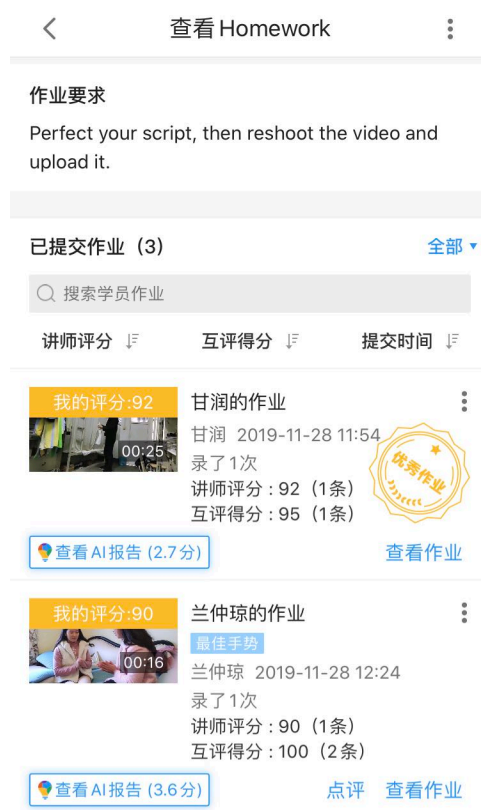 查看Homework
作业要求
Perfect your script, then reshoot the video and
upload it.
已提交作业（3） 全部
搜索学员作业
讲师评分 互评得分 提交时间
我的评分:92
00:25
甘润的作业
甘润 2019-11-28 11:54
录了1次
讲师评分：92（1条）
互评得分：95（1条）
优秀作业
查看AI报告 (2.7分) 查看作业
我的评分:90
00:16
兰仲琼的作业
最佳手势
兰仲琼 2019-11-28 12:24
录了1次
讲师评分：90（1条）
互评得分：100（2条）
查看AI报告 (3.6分) 点评 查看作业